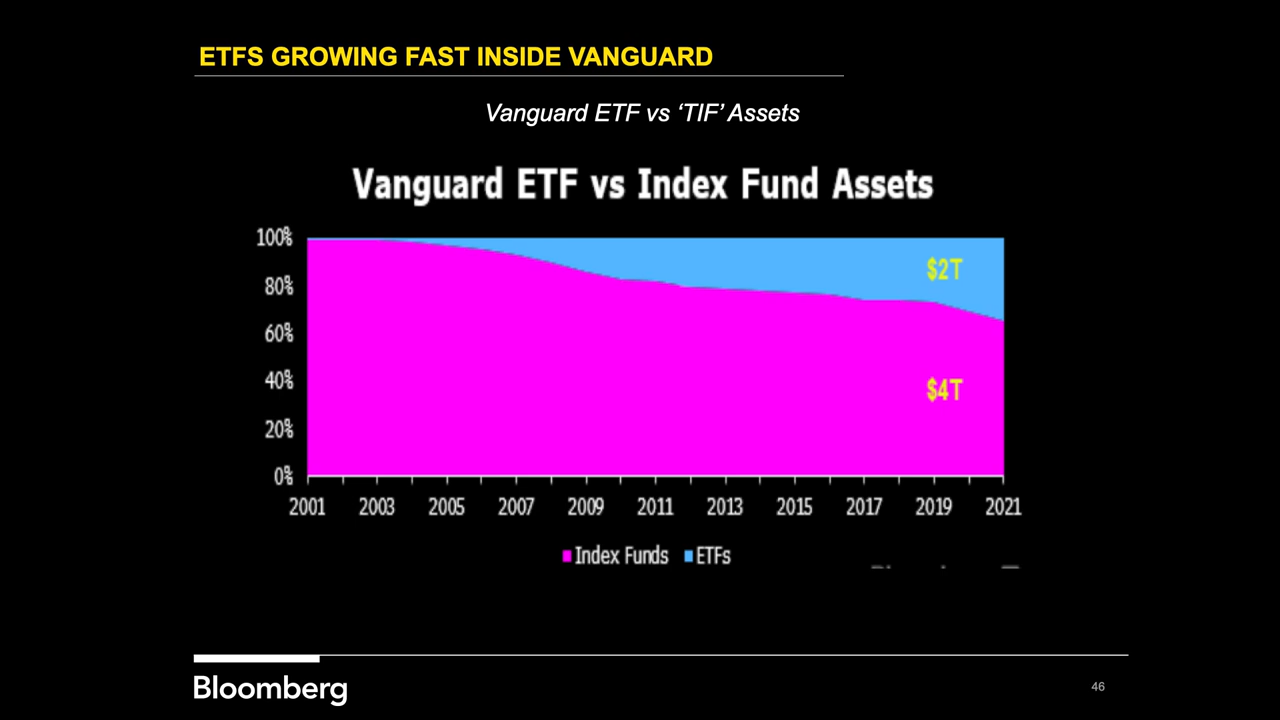 ETFS GROWING FAST INSIDE VANGUARD
Vanguard ETF vs ‘TIF’ Assets
Vanguard ETF vs Index Fund Assets
100%
80%
60%
40%
20%
0%
$2T
$4T
2001 2003 2005 2007 2009 2011 2013 2015 2017 2019 2021
Index Funds ETFs
Bloomberg
46